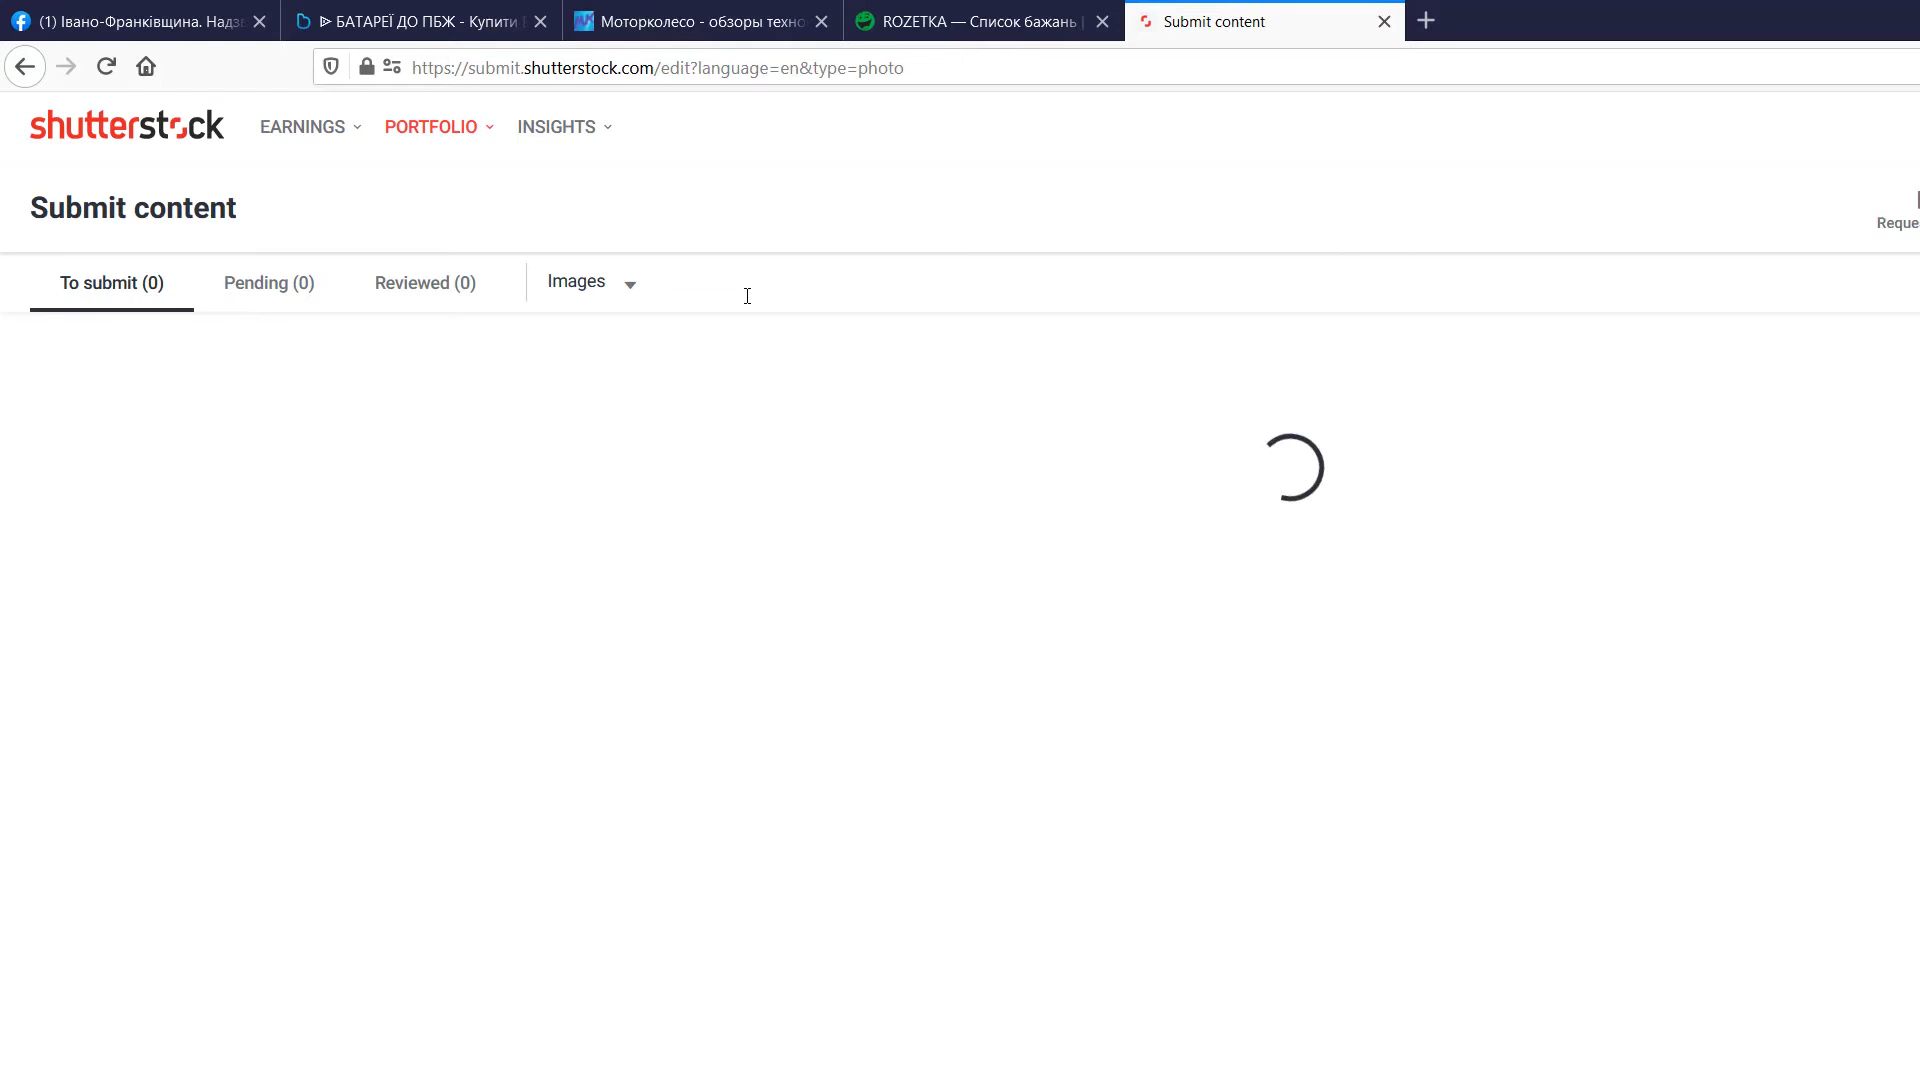 (1) Івано-Франківщина. Надз
ᐅ БАТАРЕЇ ДО ПБЖ - Купити
Моторколесо - обзоры техно
ROZETKA — Список бажань |
Submit content
https://submit.shutterstock.com/edit?language=en&type=photo
shutterstock
EARNINGS
PORTFOLIO
INSIGHTS
Submit content
Reque
To submit (0)
Pending (0)
Reviewed (0)
Images